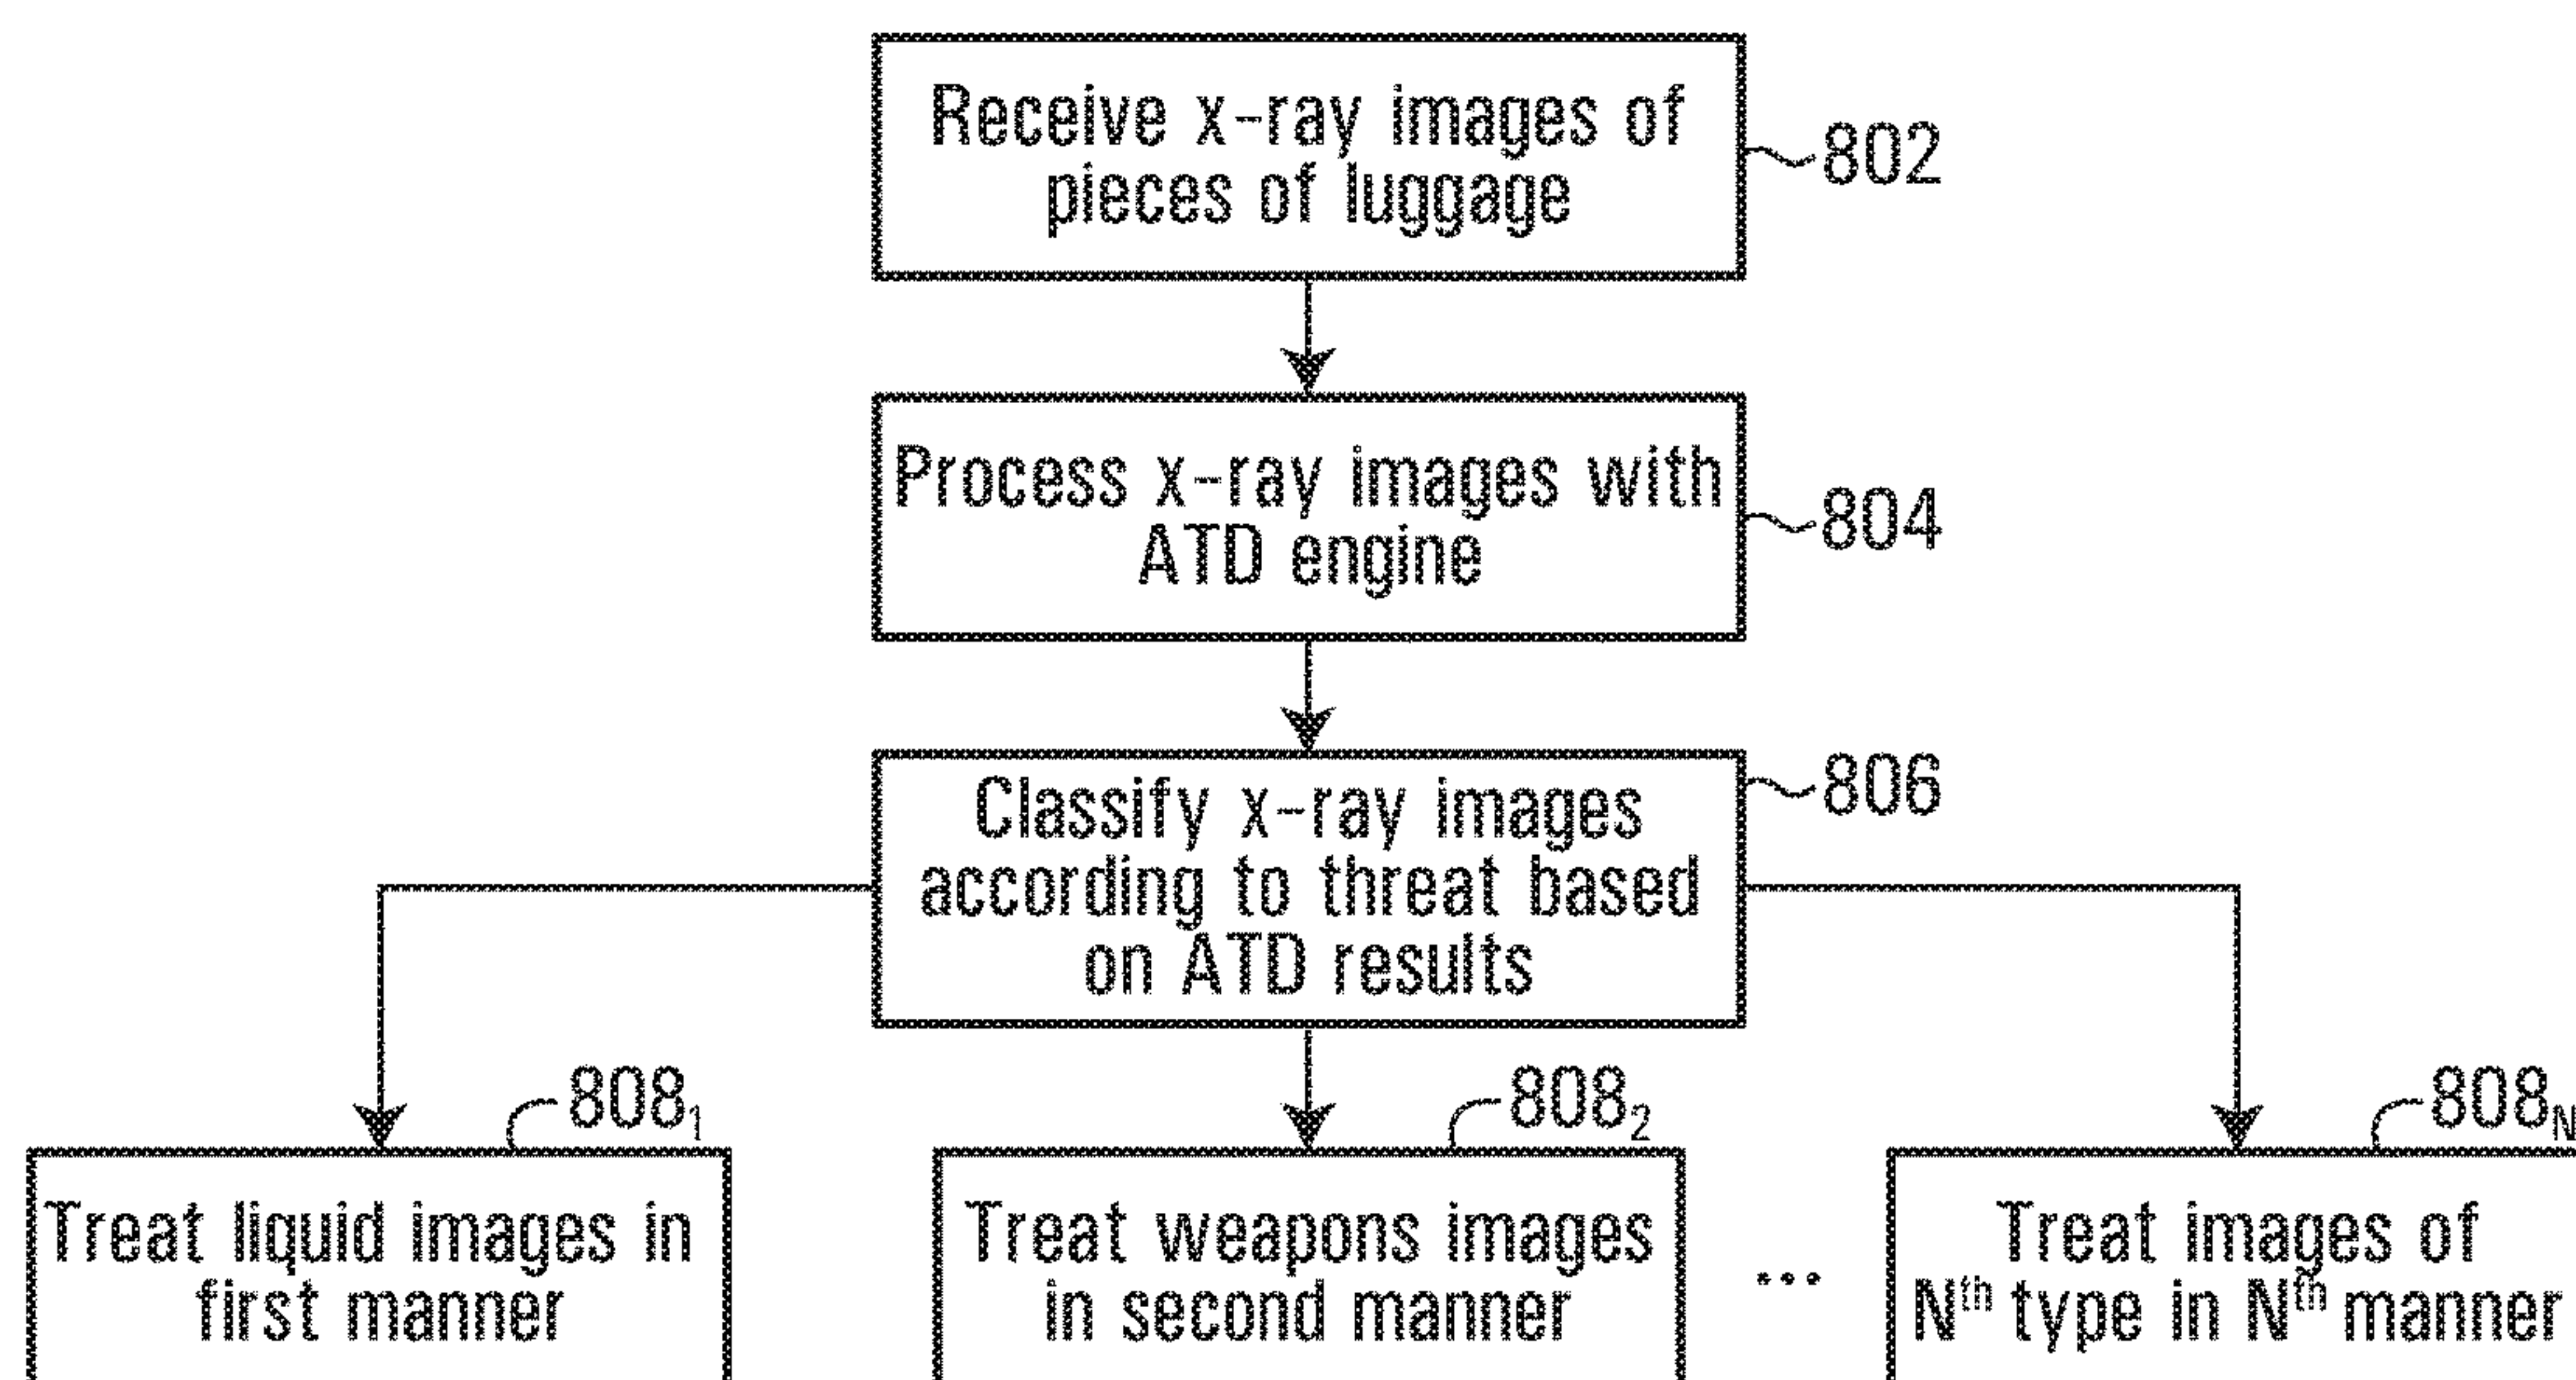 Receive x-ray images of
pieces of luggage
802
Process x-ray images with
ATD engine
804
Classify x-ray images
according to threat based
on ATD results
806
808₁
Treat liquid images in
first manner
808₂
Treat weapons images
in second manner
...
808N
Treat images of
Nth type in Nth manner